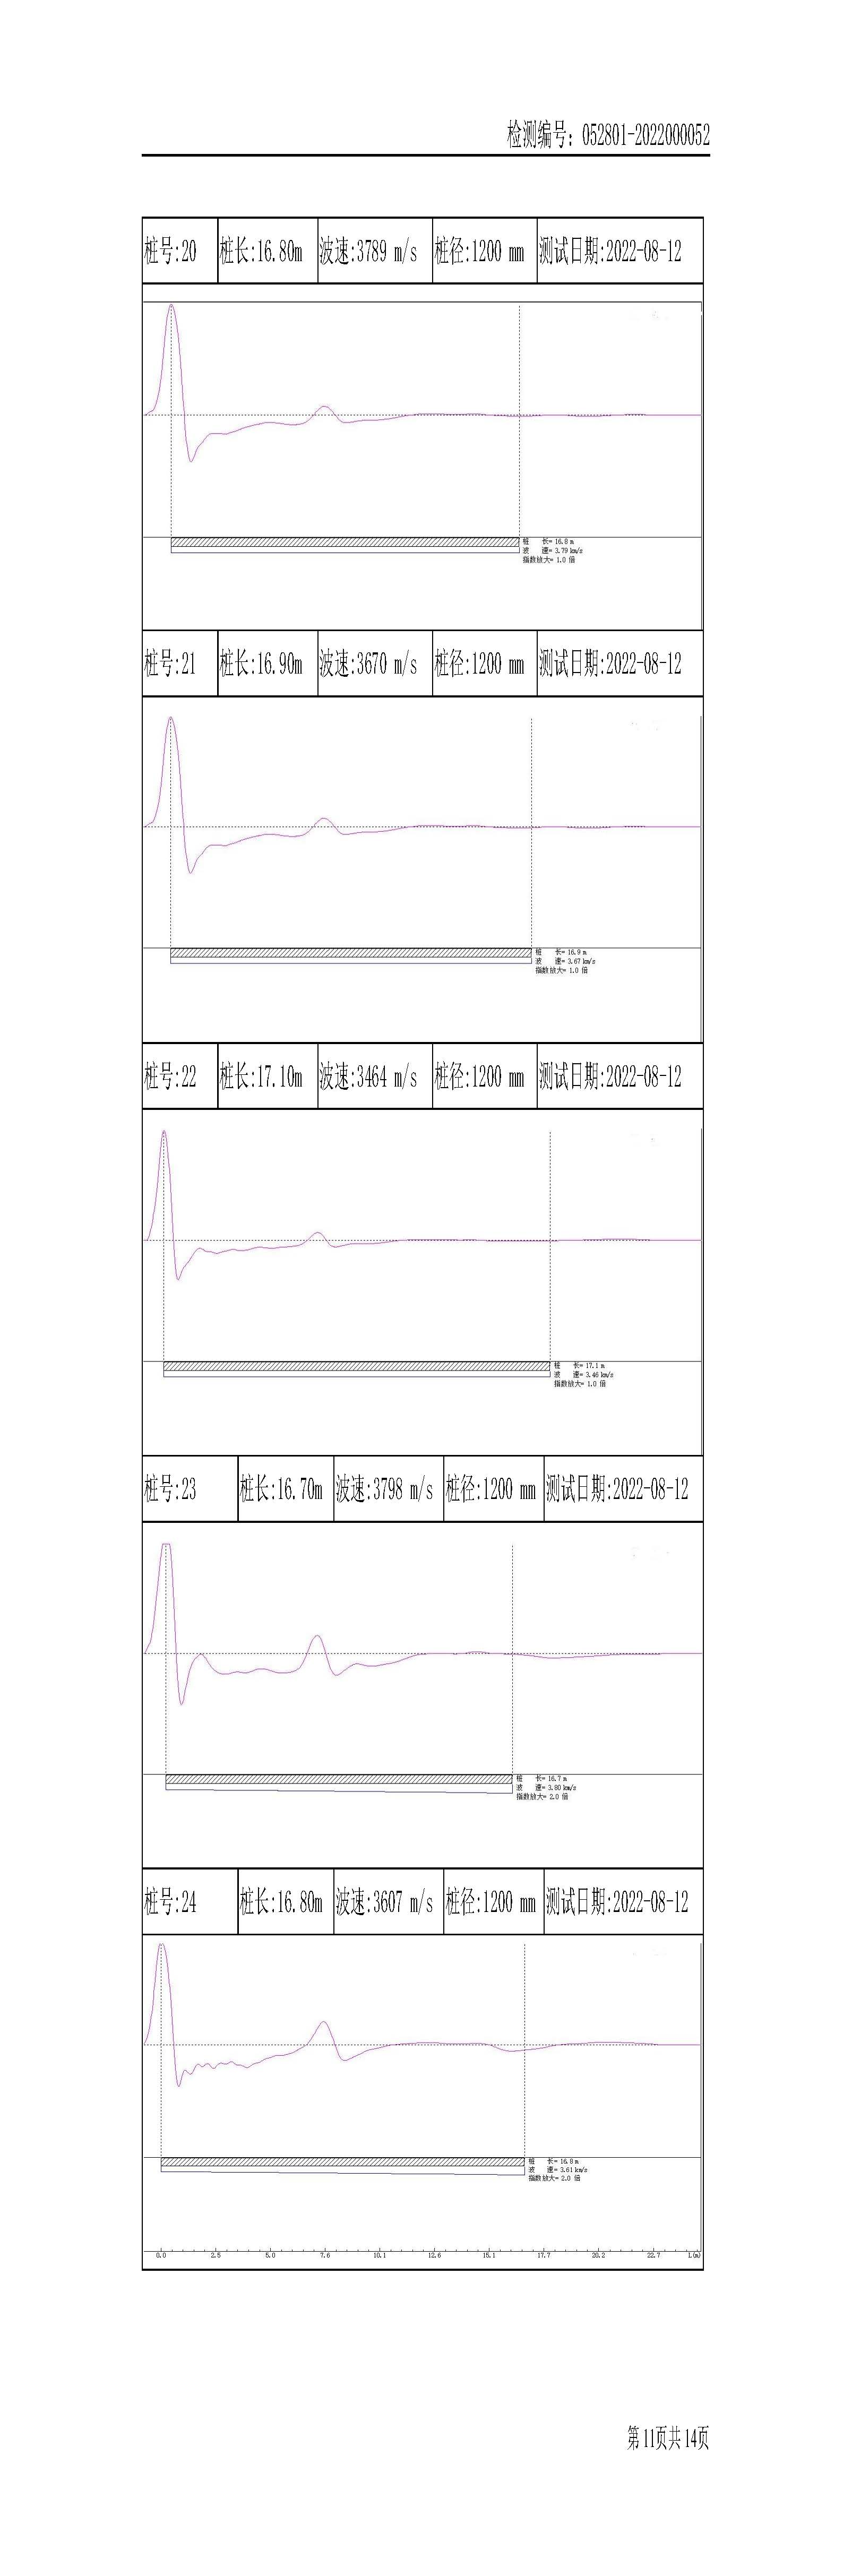 检测编号：052801-2022000052
桩号:20 桩长:16.80m 波速:3789 m/s 桩径:1200 mm 测试日期:2022-08-12
桩 长= 16.8 m
波 速= 3.79 km/s
指数放大= 1.0 倍
桩号:21 桩长:16.90m 波速:3670 m/s 桩径:1200 mm 测试日期:2022-08-12
桩 长= 16.9 m
波 速= 3.67 km/s
指数放大= 1.0 倍
桩号:22 桩长:17.10m 波速:3464 m/s 桩径:1200 mm 测试日期:2022-08-12
桩 长= 17.1 m
波 速= 3.46 km/s
指数放大= 1.0 倍
桩号:23 桩长:16.70m 波速:3798 m/s 桩径:1200 mm 测试日期:2022-08-12
桩 长= 16.7 m
波 速= 3.80 km/s
指数放大= 2.0 倍
桩号:24 桩长:16.80m 波速:3607 m/s 桩径:1200 mm 测试日期:2022-08-12
桩 长= 16.8 m
波 速= 3.61 km/s
指数放大= 2.0 倍
0.0 2.5 5.0 7.6 10.1 12.6 15.1 17.7 20.2 22.7 L(m)
第 11页共 14页